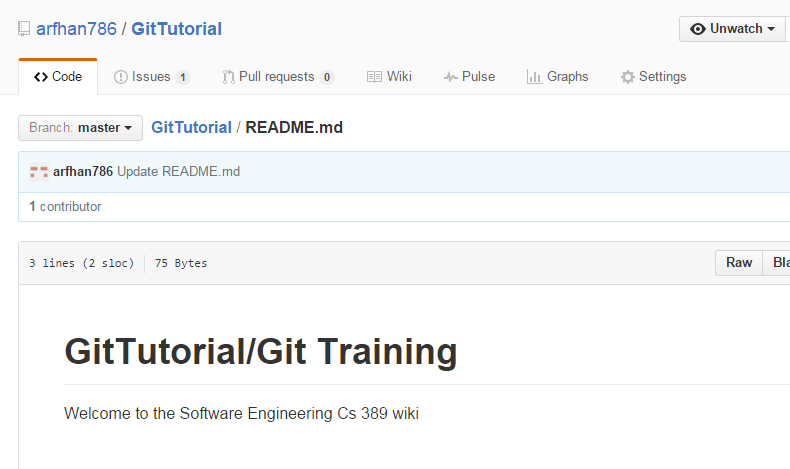 arfhan786 / GitTutorial
Unwatch
Code Issues 1 Pull requests 0 Wiki Pulse Graphs Settings
Branch: master GitTutorial / README.md
arfhan786 Update README.md
1 contributor
3 lines (2 sloc) 75 Bytes Raw
GitTutorial/Git Training
Welcome to the Software Engineering Cs 389 wiki